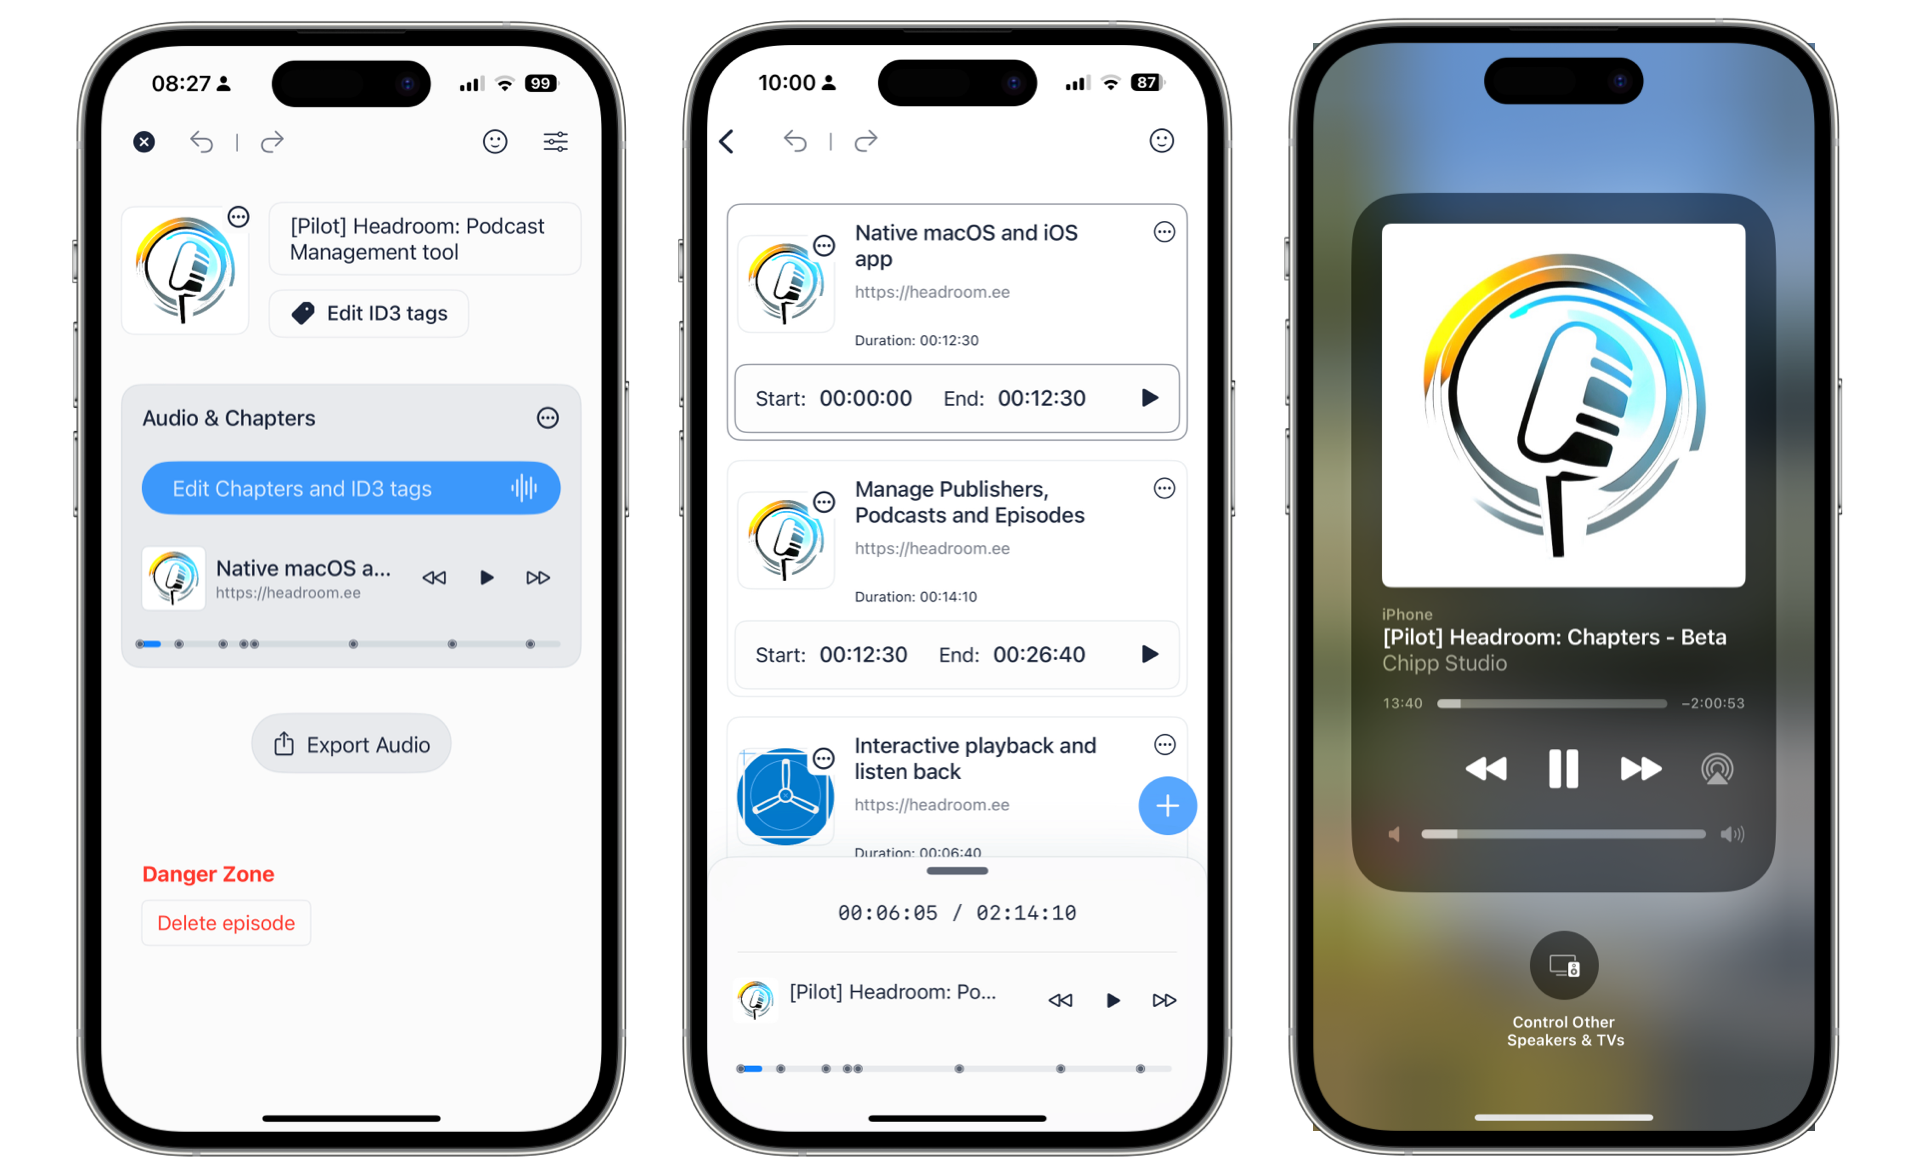 08:27
99
[Pilot] Headroom: Podcast
Management tool
Edit ID3 tags
Audio & Chapters
Edit Chapters and ID3 tags
Native macOS a...
https://headroom.ee
Export Audio
Danger Zone
Delete episode
10:00
87
Native macOS and iOS
app
https://headroom.ee
Duration: 00:12:30
Start: 00:00:00 End: 00:12:30
Manage Publishers,
Podcasts and Episodes
https://headroom.ee
Duration: 00:14:10
Start: 00:12:30 End: 00:26:40
Interactive playback and
listen back
https://headroom.ee
Duration: 00:06:40
00:06:05 / 02:14:10
[Pilot] Headroom: Po...
iPhone
[Pilot] Headroom: Chapters - Beta
Chipp Studio
13:40 −2:00:53
Control Other
Speakers & TVs